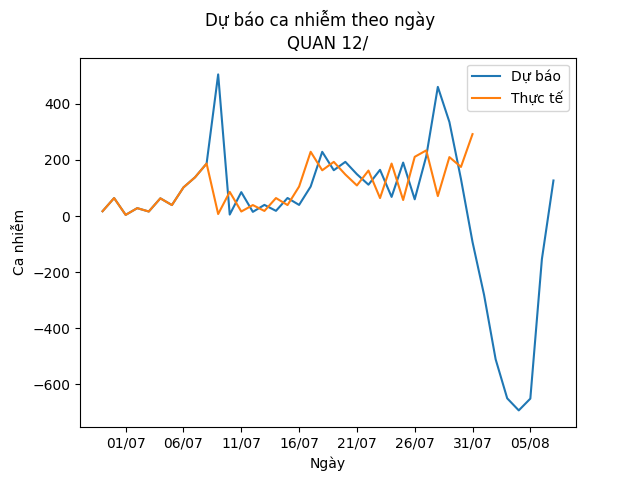 Dự báo ca nhiễm theo ngày
QUAN 12/
Dự báo
Thực tế
Ca nhiễm
400
200
0
−200
−400
−600
01/07 06/07 11/07 16/07 21/07 26/07 31/07 05/08
Ngày